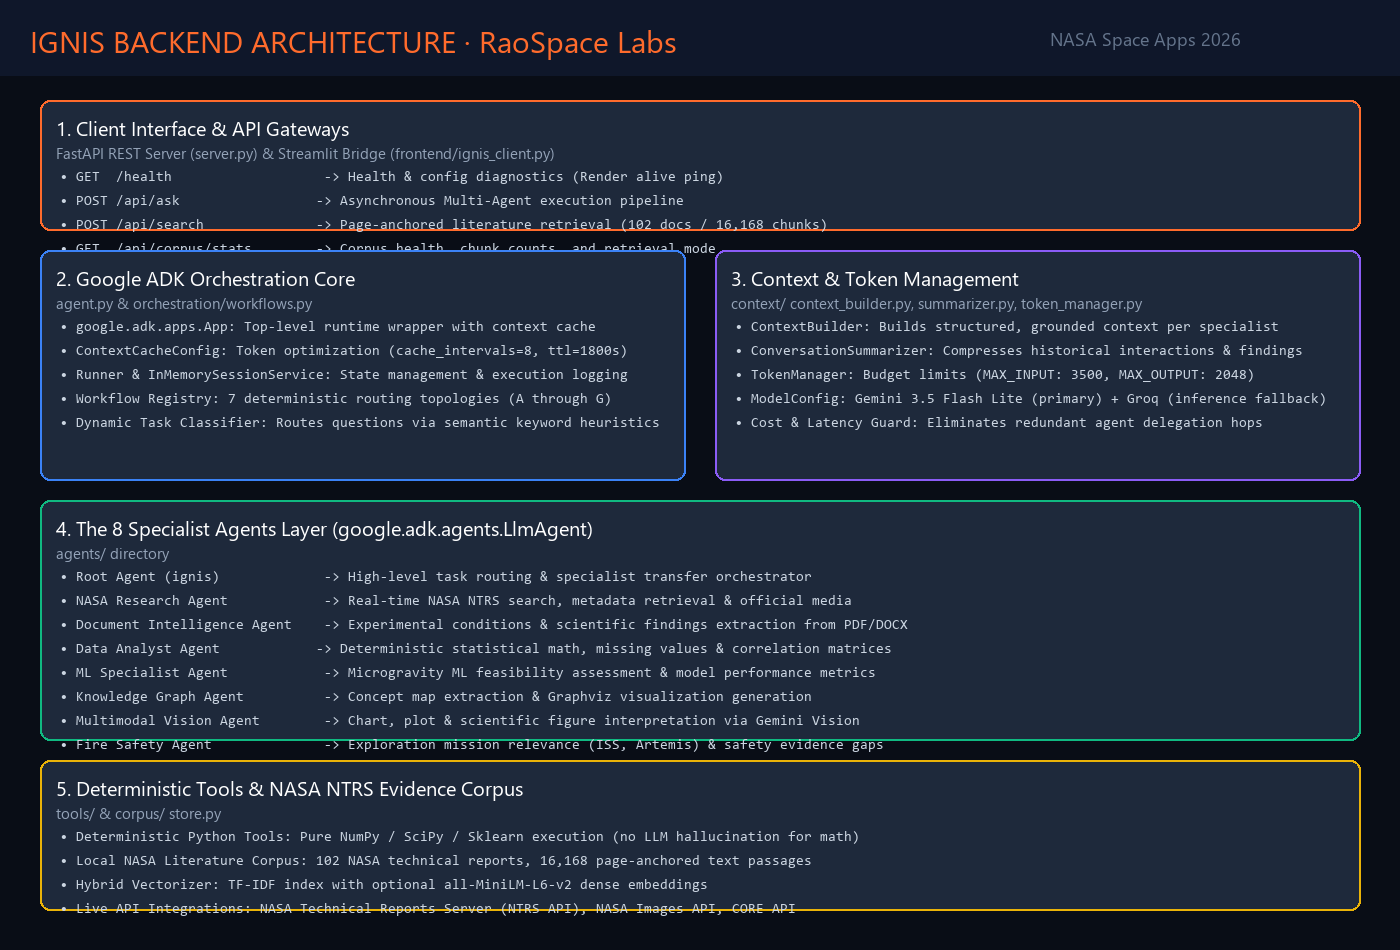 IGNIS BACKEND ARCHITECTURE · RaoSpace Labs
NASA Space Apps 2026
1. Client Interface & API Gateways
FastAPI REST Server (server.py) & Streamlit Bridge (frontend/ignis_client.py)
• GET  /health -> Health & config diagnostics (Render alive ping)
• POST /api/ask -> Asynchronous Multi-Agent execution pipeline
• POST /api/search -> Page-anchored literature retrieval (102 docs / 16,168 chunks)
• GET  /api/corpus/stats -> Corpus health, chunk counts, and retrieval mode
2. Google ADK Orchestration Core
agent.py & orchestration/workflows.py
• google.adk.apps.App: Top-level runtime wrapper with context cache
• ContextCacheConfig: Token optimization (cache_intervals=8, ttl=1800s)
• Runner & InMemorySessionService: State management & execution logging
• Workflow Registry: 7 deterministic routing topologies (A through G)
• Dynamic Task Classifier: Routes questions via semantic keyword heuristics
3. Context & Token Management
context/ context_builder.py, summarizer.py, token_manager.py
• ContextBuilder: Builds structured, grounded context per specialist
• ConversationSummarizer: Compresses historical interactions & findings
• TokenManager: Budget limits (MAX_INPUT: 3500, MAX_OUTPUT: 2048)
• ModelConfig: Gemini 3.5 Flash Lite (primary) + Groq (inference fallback)
• Cost & Latency Guard: Eliminates redundant agent delegation hops
4. The 8 Specialist Agents Layer (google.adk.agents.LlmAgent)
agents/ directory
• Root Agent (ignis) -> High-level task routing & specialist transfer orchestrator
• NASA Research Agent -> Real-time NASA NTRS search, metadata retrieval & official media
• Document Intelligence Agent -> Experimental conditions & scientific findings extraction from PDF/DOCX
• Data Analyst Agent -> Deterministic statistical math, missing values & correlation matrices
• ML Specialist Agent -> Microgravity ML feasibility assessment & model performance metrics
• Knowledge Graph Agent -> Concept map extraction & Graphviz visualization generation
• Multimodal Vision Agent -> Chart, plot & scientific figure interpretation via Gemini Vision
• Fire Safety Agent -> Exploration mission relevance (ISS, Artemis) & safety evidence gaps
5. Deterministic Tools & NASA NTRS Evidence Corpus
tools/ & corpus/ store.py
• Deterministic Python Tools: Pure NumPy / SciPy / Sklearn execution (no LLM hallucination for math)
• Local NASA Literature Corpus: 102 NASA technical reports, 16,168 page-anchored text passages
• Hybrid Vectorizer: TF-IDF index with optional all-MiniLM-L6-v2 dense embeddings
• Live API Integrations: NASA Technical Reports Server (NTRS API), NASA Images API, CORE API